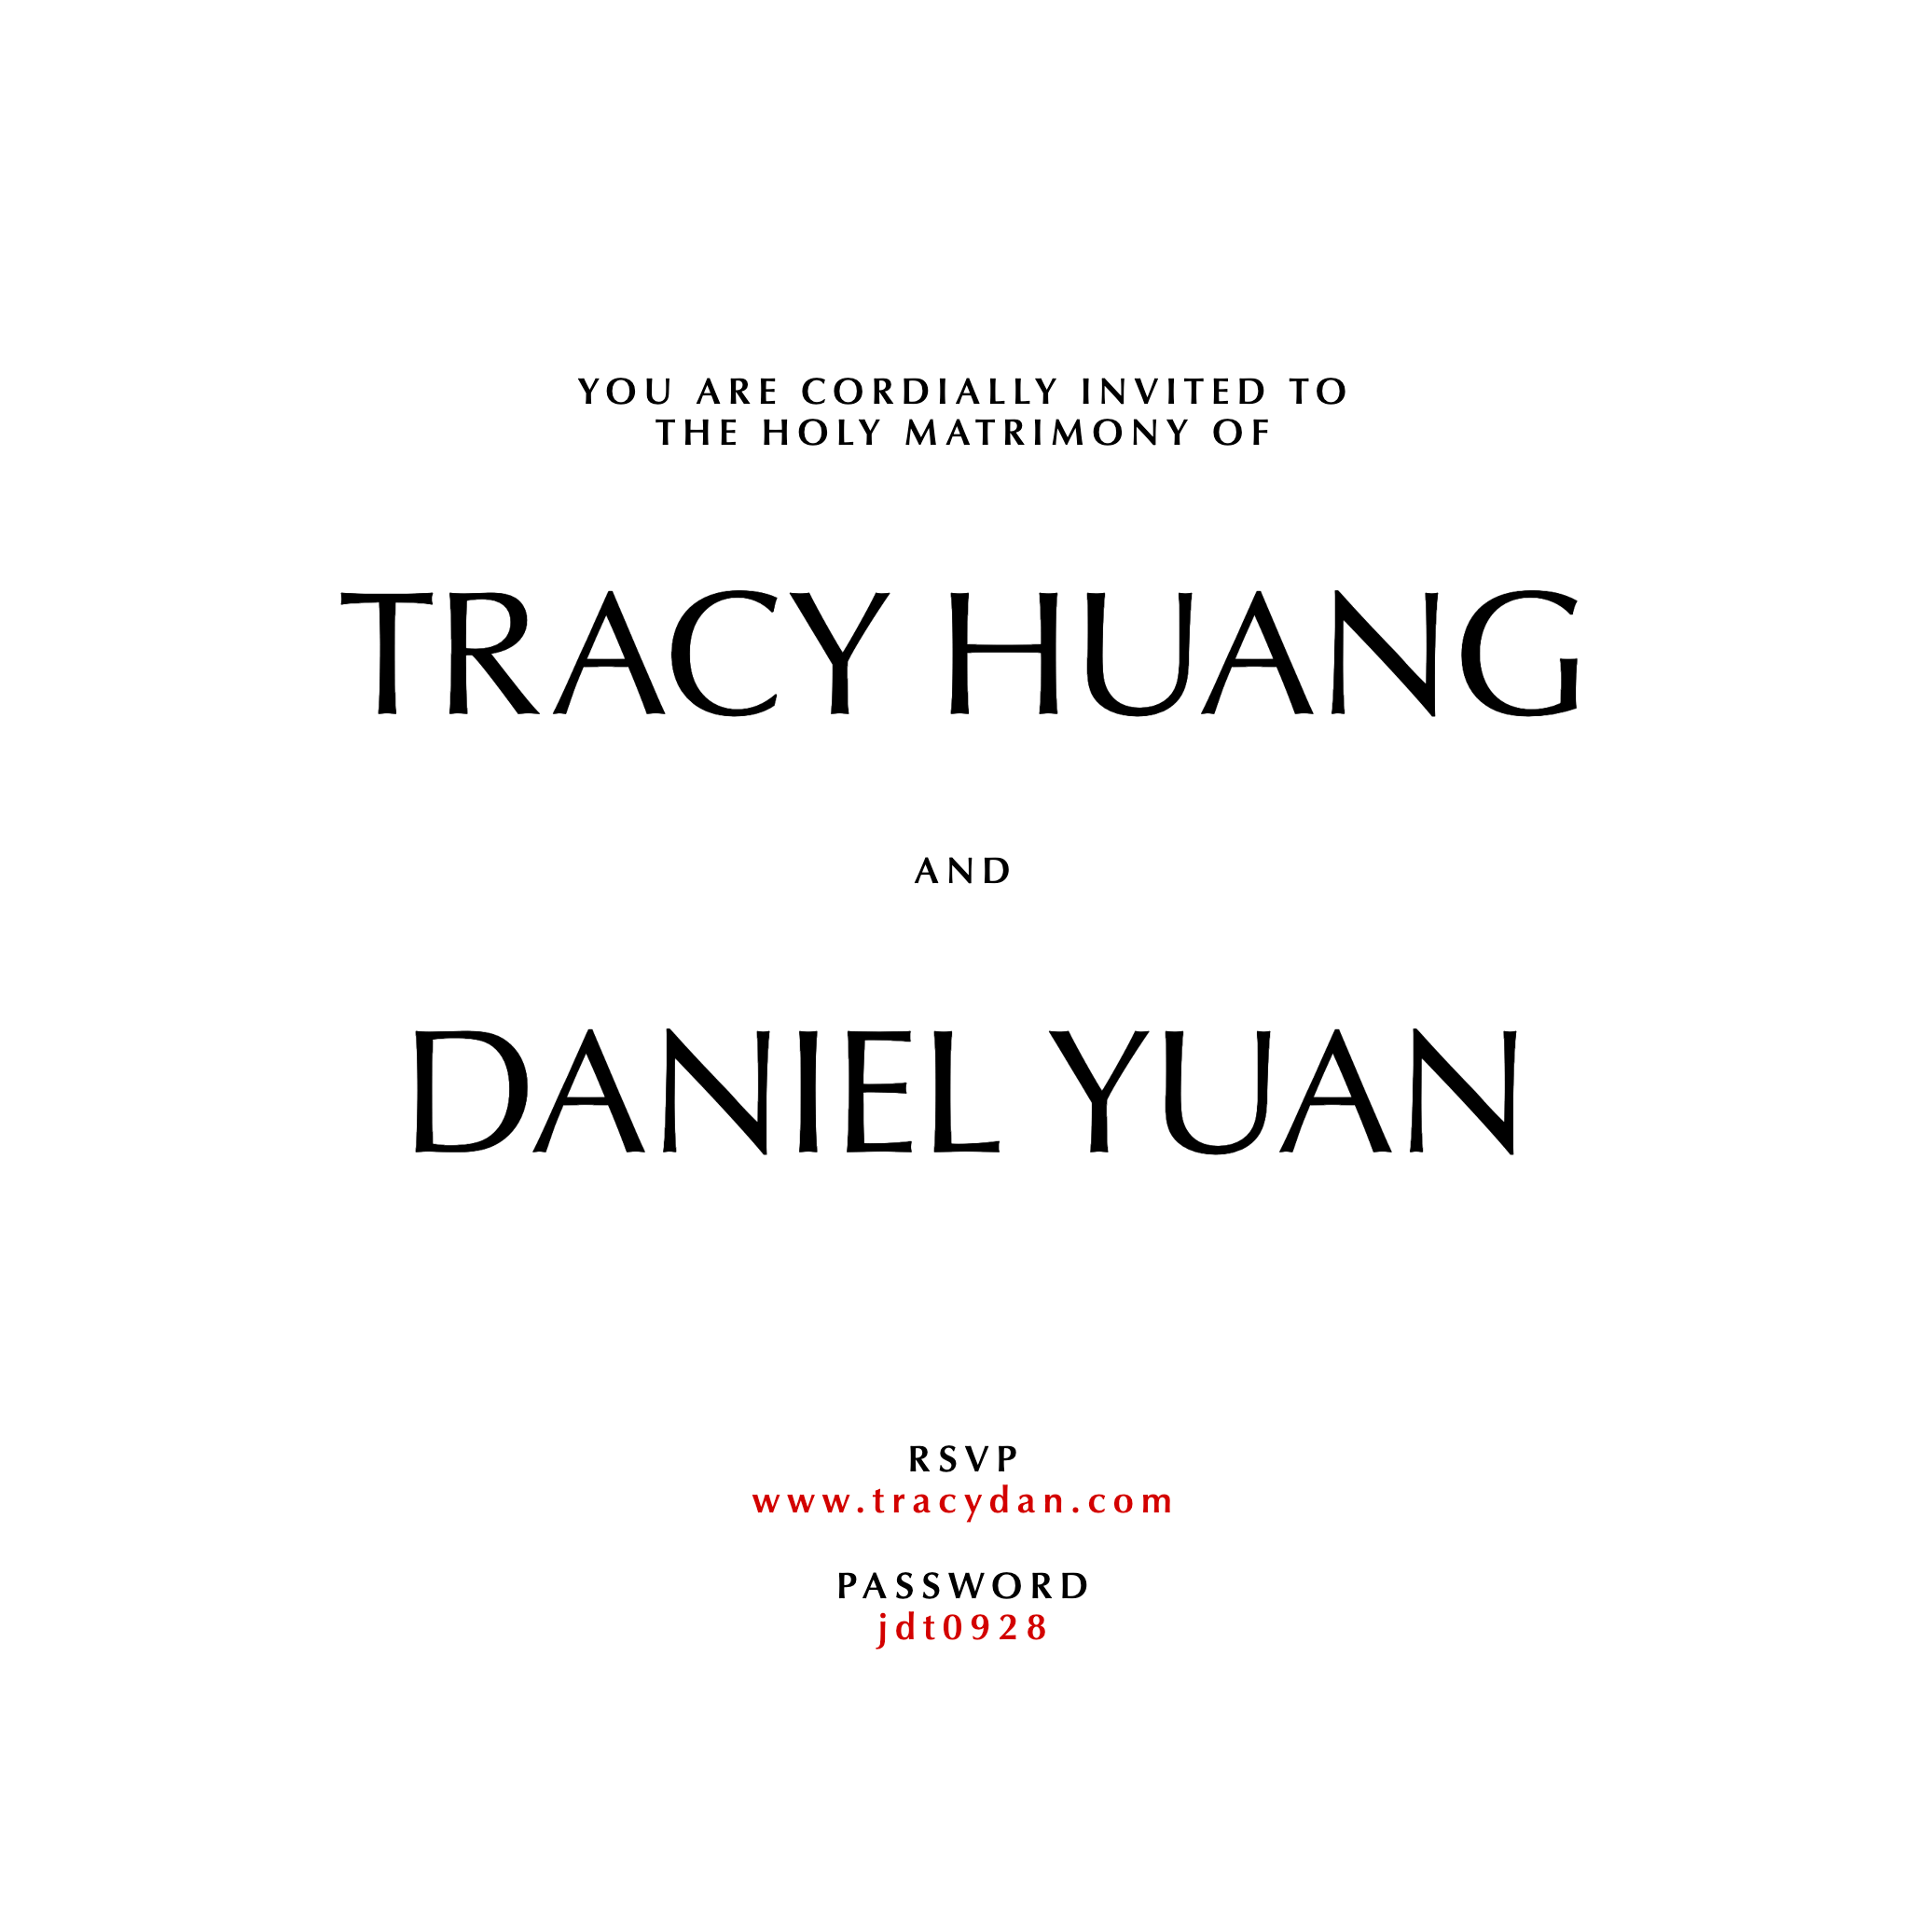 YOU ARE CORDIALLY INVITED TO
THE HOLY MATRIMONY OF
TRACY HUANG
AND
DANIEL YUAN
RSVP
www.tracydan.com
PASSWORD
jdt0928